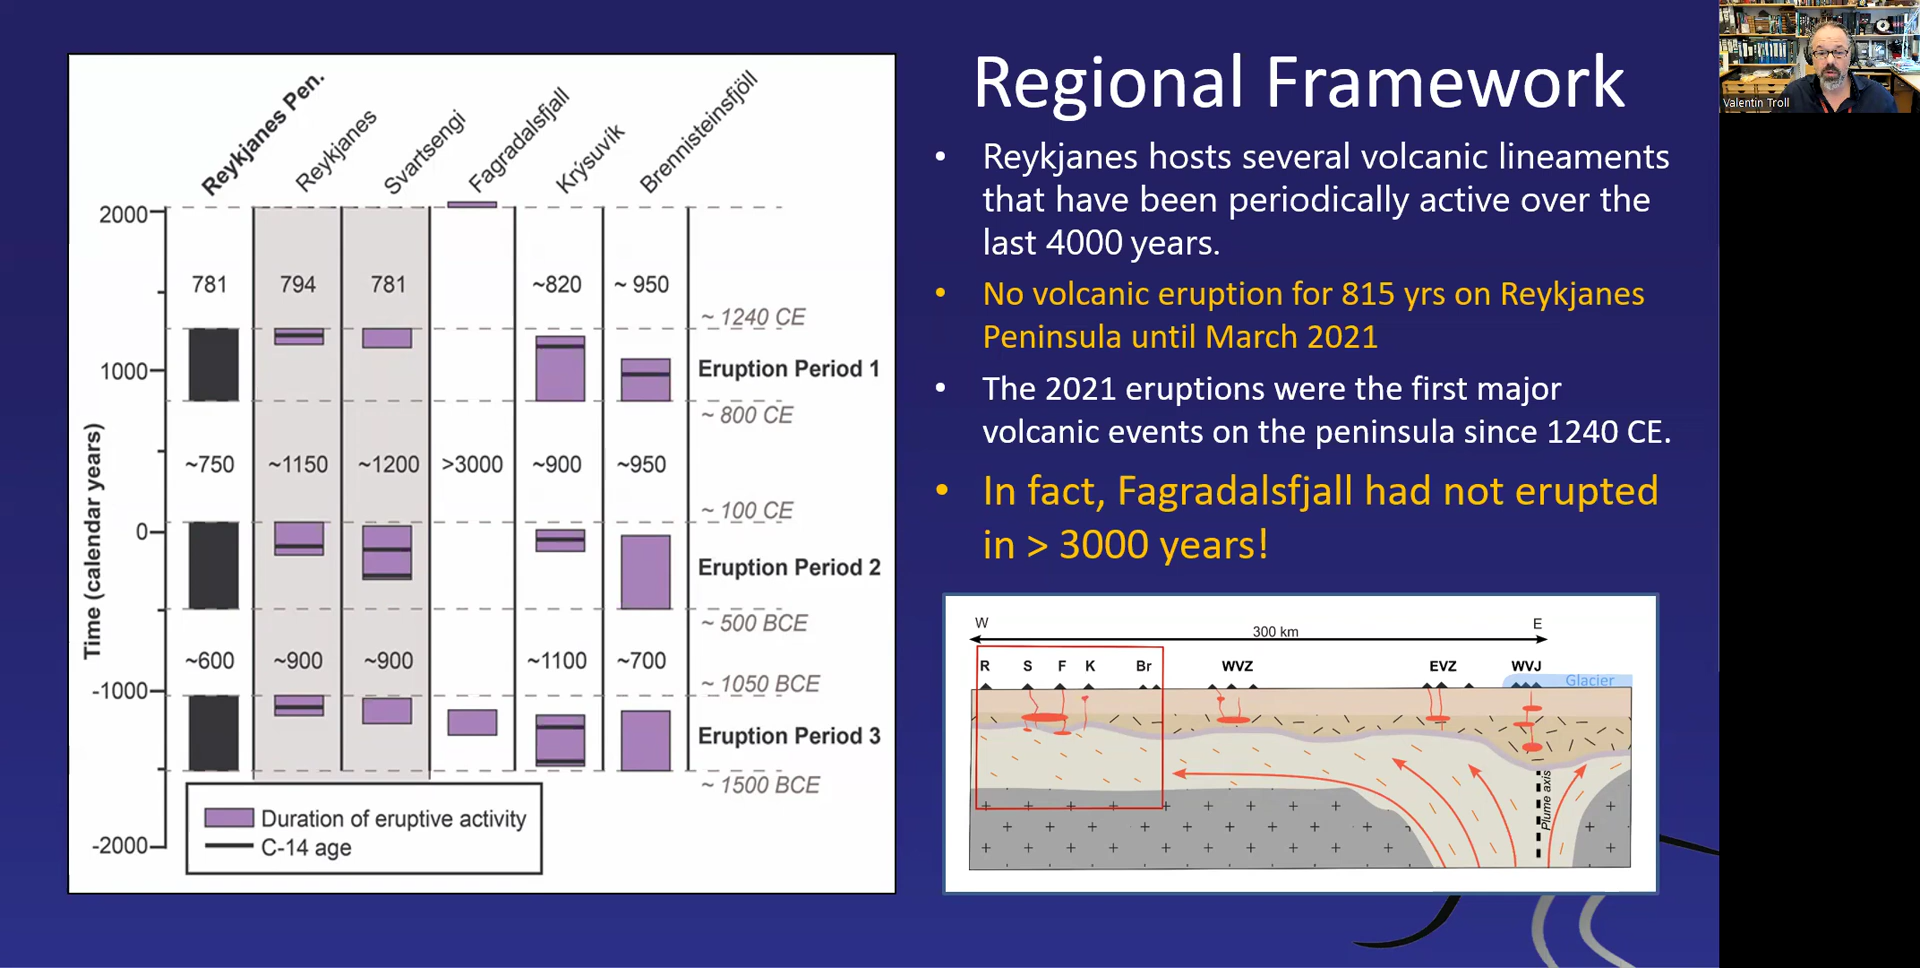 Regional Framework
• Reykjanes hosts several volcanic lineaments
that have been periodically active over the
last 4000 years.
• No volcanic eruption for 815 yrs on Reykjanes
Peninsula until March 2021
• The 2021 eruptions were the first major
volcanic events on the peninsula since 1240 CE.
• In fact, Fagradalsfjall had not erupted
in > 3000 years!
Valentin Troll
Reykjanes Pen.
Reykjanes
Svartsengi
Fagradalsfjall
Krýsuvík
Brennisteinsfjöll
Time (calendar years)
2000
781 794 781 ~820 ~ 950
~ 1240 CE
1000
Eruption Period 1
~ 800 CE
~750 ~1150 ~1200 >3000 ~900 ~950
~ 100 CE
0
Eruption Period 2
~ 500 BCE
~600 ~900 ~900 ~1100 ~700
~ 1050 BCE
-1000
Eruption Period 3
~ 1500 BCE
-2000
Duration of eruptive activity
C-14 age
W E
300 km
R S F K Br WVZ EVZ WVJ
Glacier
Plume axis